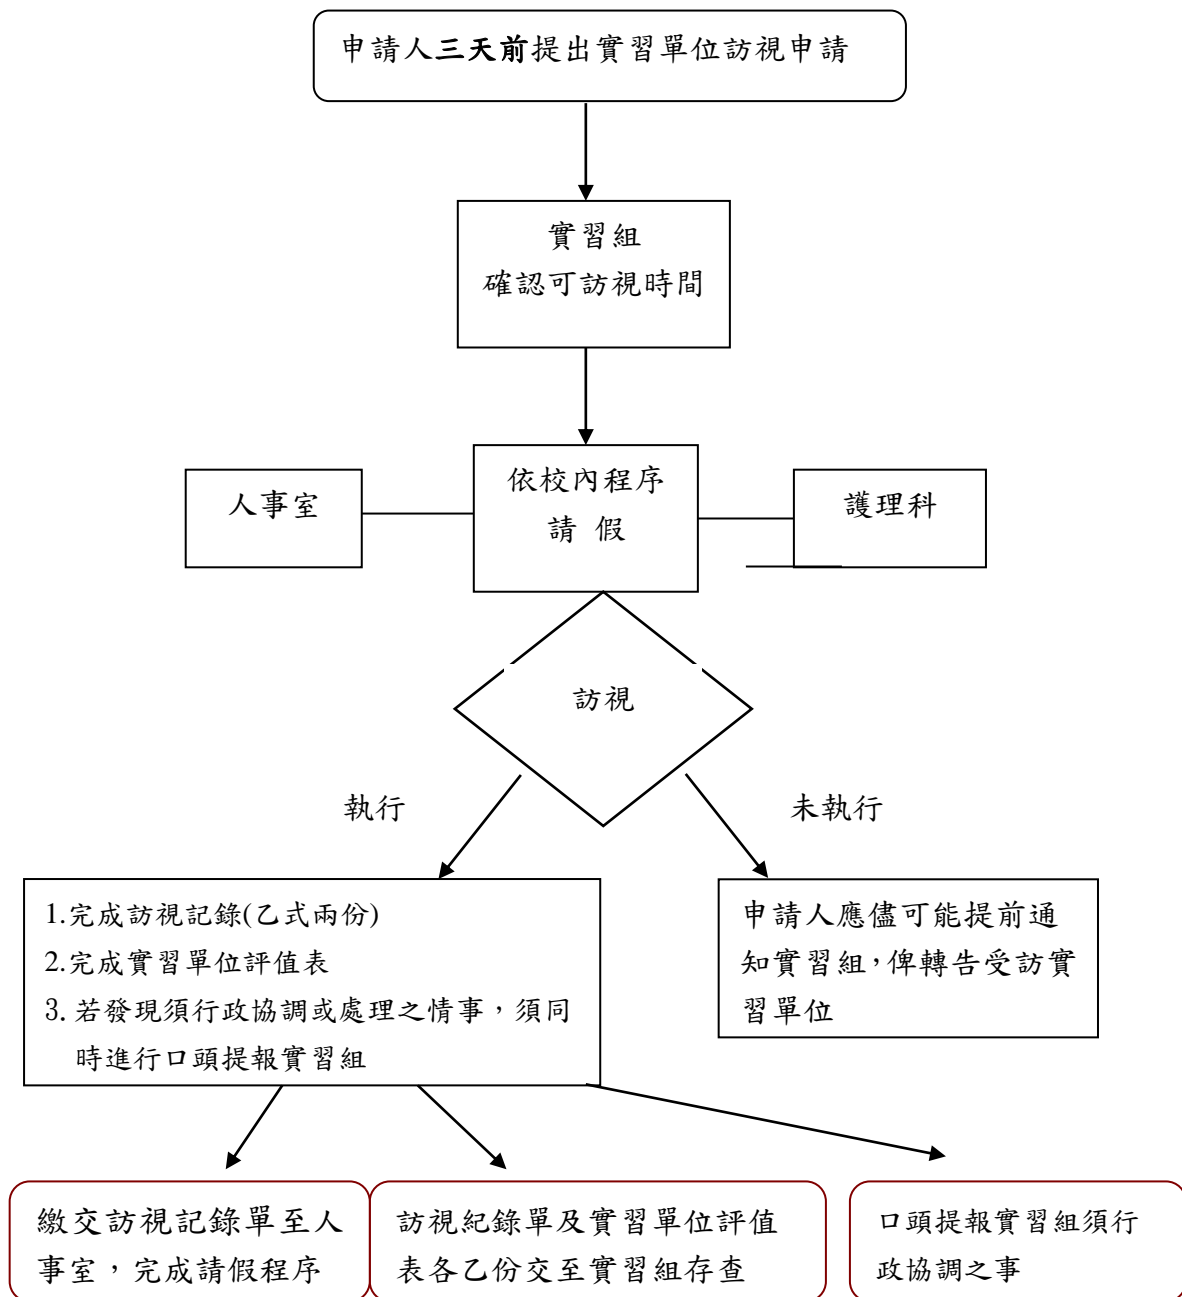 申請人三天前提出實習單位訪視申請
實習組
確認可訪視時間
人事室
依校內程序
請 假
護理科
訪視
執行
未執行
1.完成訪視記錄(乙式兩份)
2.完成實習單位評值表
3. 若發現須行政協調或處理之情事，須同
時進行口頭提報實習組
申請人應儘可能提前通
知實習組，俾轉告受訪實
習單位
繳交訪視記錄單至人
事室，完成請假程序
訪視紀錄單及實習單位評值
表各乙份交至實習組存查
口頭提報實習組須行
政協調之事